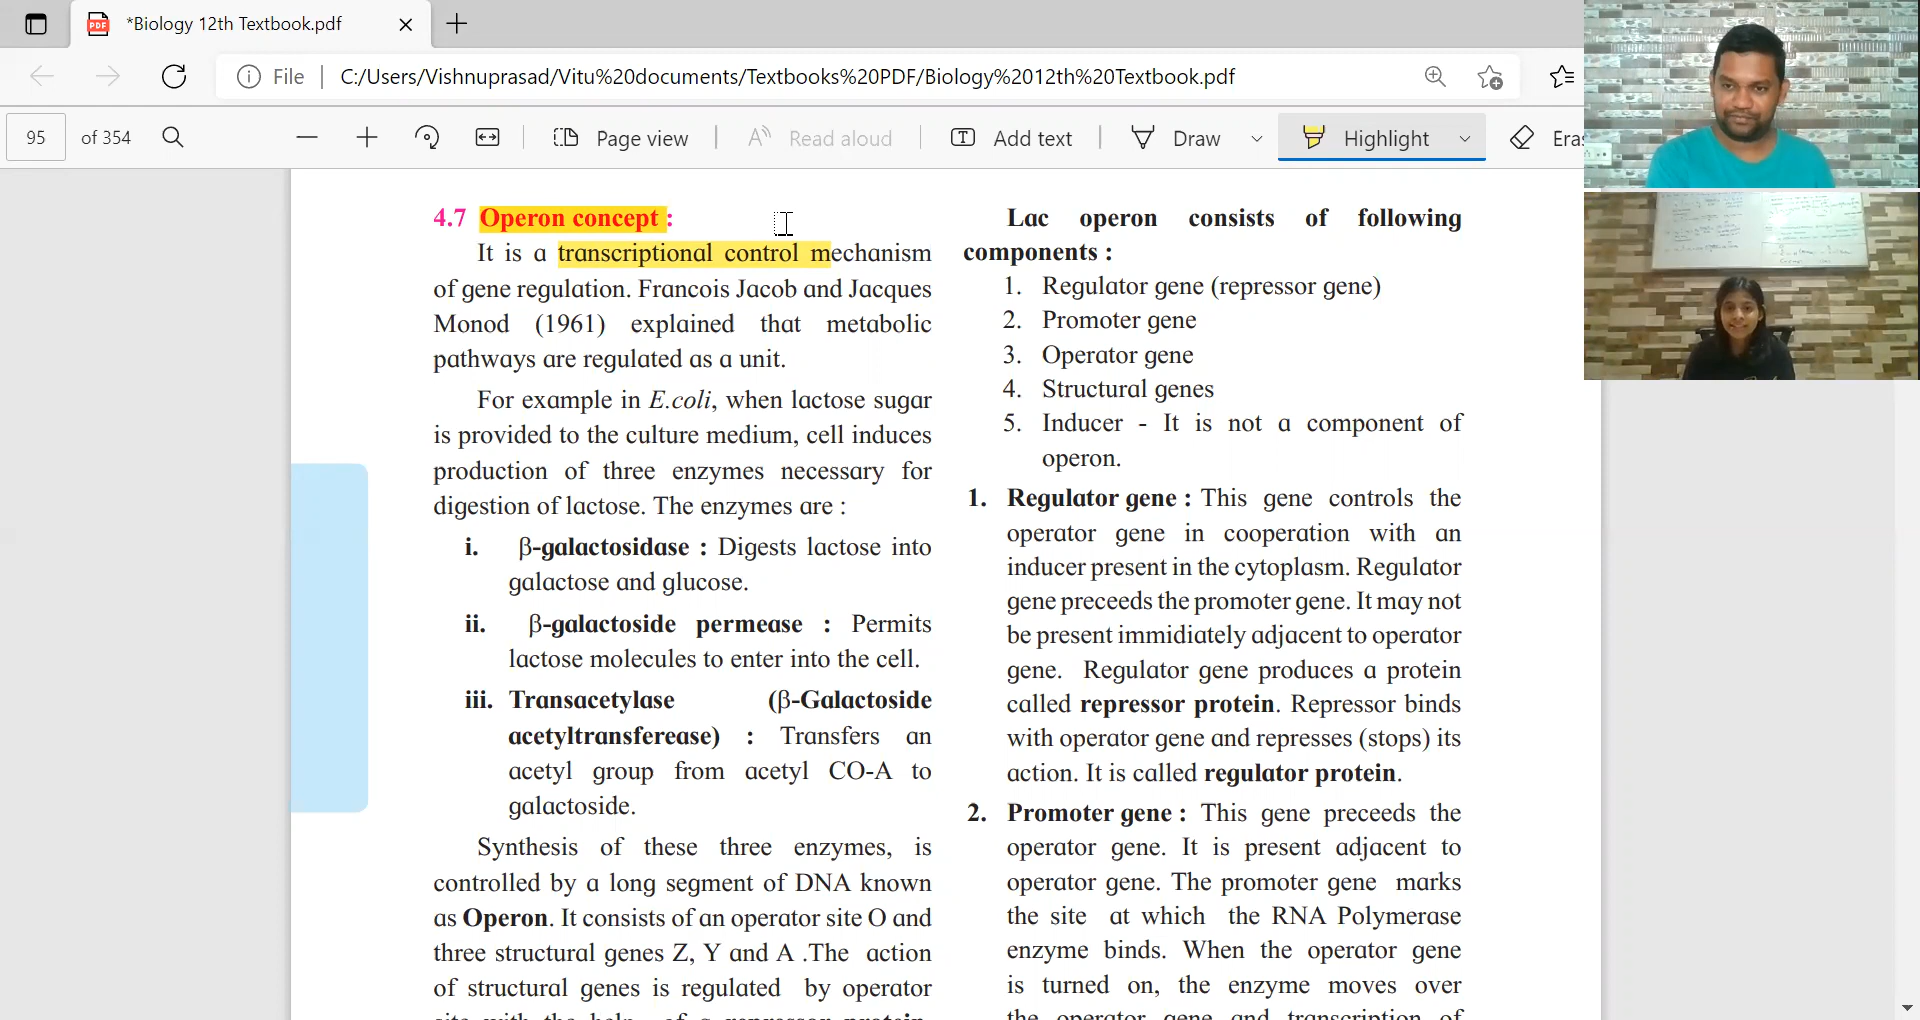 *Biology 12th Textbook.pdf
File
C:/Users/Vishnuprasad/Vitu%20documents/Textbooks%20PDF/Biology%2012th%20Textbook.pdf
95
of 354
Page view
Read aloud
Add text
Draw
Highlight
Eras
4.7 Operon concept :
It is a transcriptional control mechanism
of gene regulation. Francois Jacob and Jacques
Monod (1961) explained that metabolic
pathways are regulated as a unit.
For example in E.coli, when lactose sugar
is provided to the culture medium, cell induces
production of three enzymes necessary for
digestion of lactose. The enzymes are :
i. β-galactosidase : Digests lactose into
galactose and glucose.
ii. β-galactoside permease : Permits
lactose molecules to enter into the cell.
iii. Transacetylase (β-Galactoside
acetyltransferease) : Transfers an
acetyl group from acetyl CO-A to
galactoside.
Synthesis of these three enzymes, is
controlled by a long segment of DNA known
as Operon. It consists of an operator site O and
three structural genes Z, Y and A .The action
of structural genes is regulated by operator
site with the help of a repressor protein.
Lac operon consists of following
components :
1. Regulator gene (repressor gene)
2. Promoter gene
3. Operator gene
4. Structural genes
5. Inducer - It is not a component of
operon.
1. Regulator gene : This gene controls the
operator gene in cooperation with an
inducer present in the cytoplasm. Regulator
gene preceeds the promoter gene. It may not
be present immidiately adjacent to operator
gene. Regulator gene produces a protein
called repressor protein. Repressor binds
with operator gene and represses (stops) its
action. It is called regulator protein.
2. Promoter gene : This gene preceeds the
operator gene. It is present adjacent to
operator gene. The promoter gene marks
the site at which the RNA Polymerase
enzyme binds. When the operator gene
is turned on, the enzyme moves over
the operator gene and transcription of